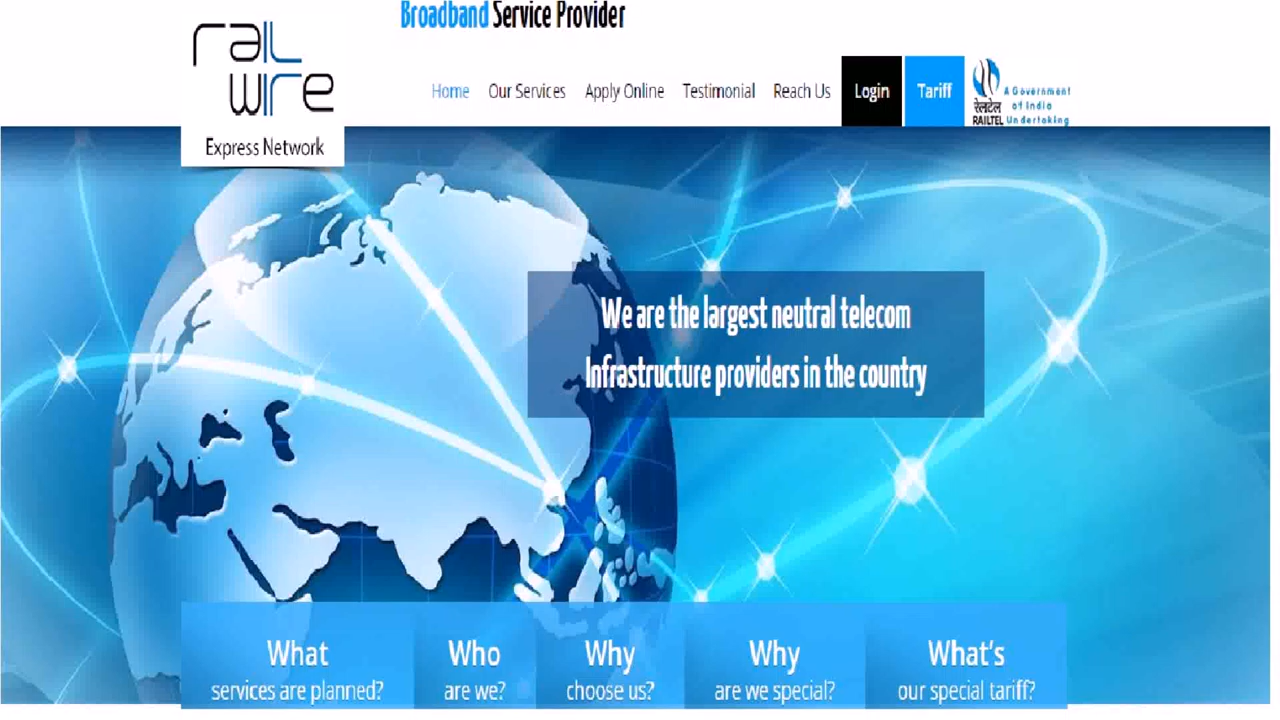 Broadband Service Provider
rail
wire
Express Network
Home Our Services Apply Online Testimonial Reach Us Login Tariff
रेलटेल
RAILTEL
A Government
of India
Undertaking
We are the largest neutral telecom
Infrastructure providers in the country
What
services are planned?
Who
are we?
Why
choose us?
Why
are we special?
What's
our special tariff?